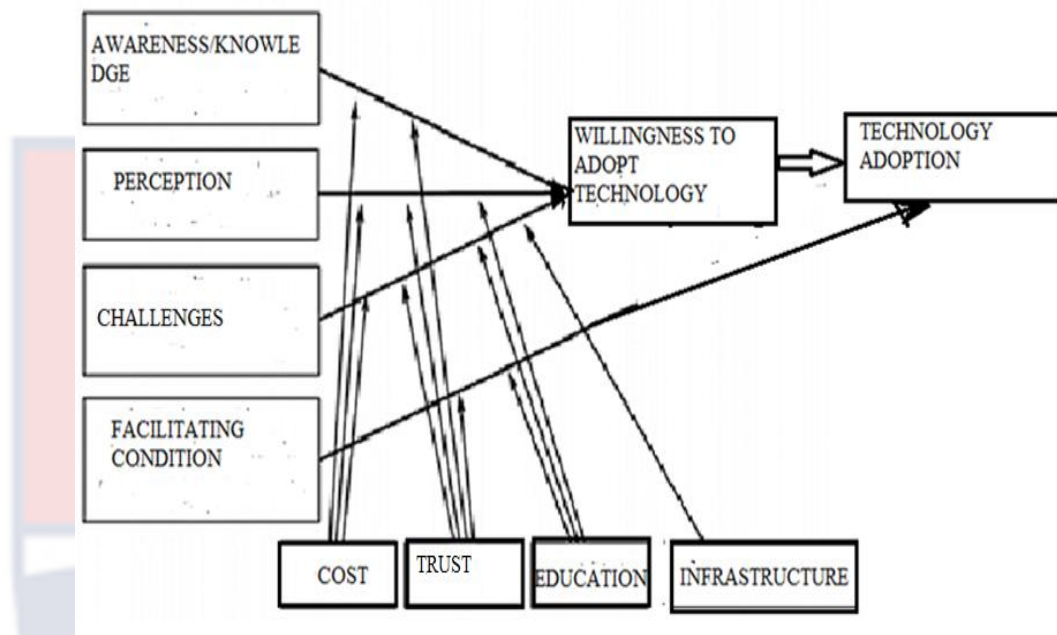 AWARENESS/KNOWLE
DGE
PERCEPTION
CHALLENGES
FACILITATING
CONDITION
WILLINGNESS TO
ADOPT
TECHNOLOGY
TECHNOLOGY
ADOPTION
COST
TRUST
EDUCATION
INFRASTRUCTURE